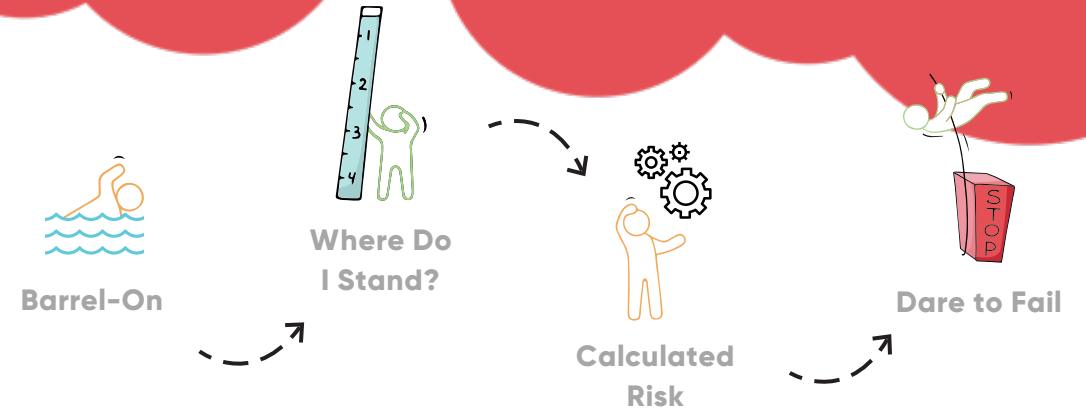 Barrel-On
1
2
3
4
Where Do
I Stand?
Calculated
Risk
STOP
Dare to Fail